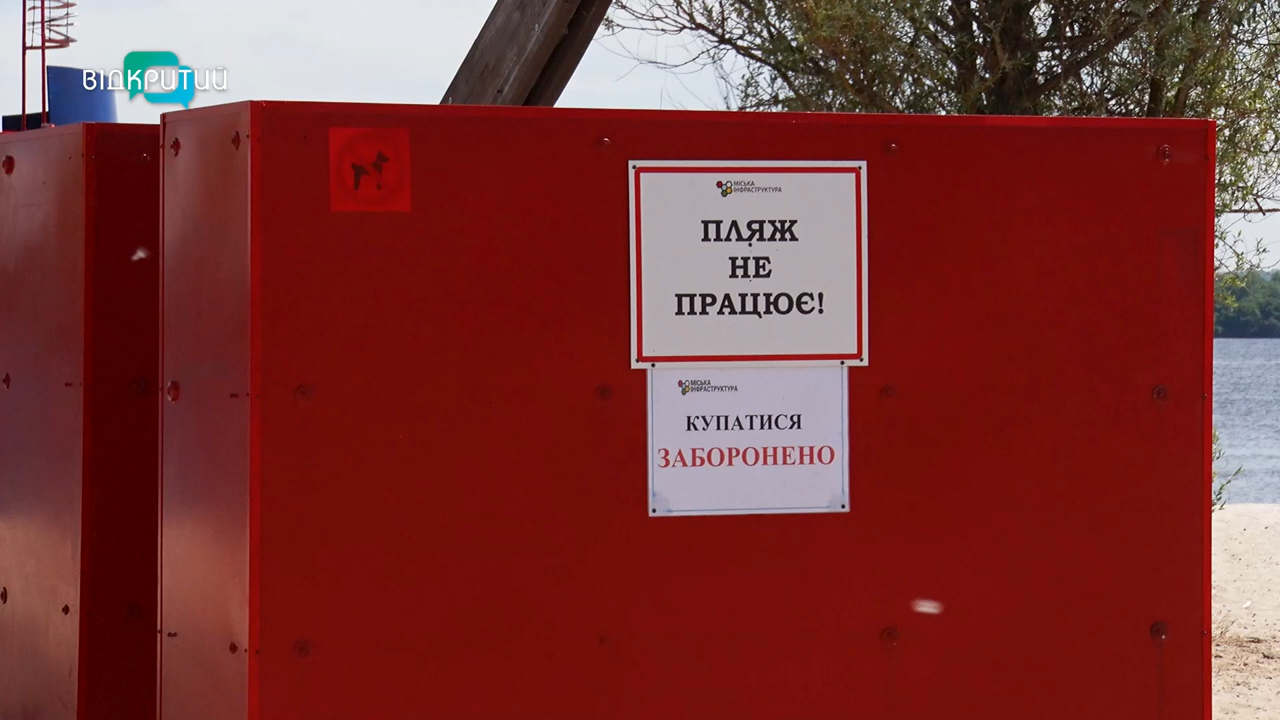 ВІДКРИТИЙ
МІСЬКА
ІНФРАСТРУКТУРА
ПЛЯЖ
НЕ
ПРАЦЮЄ!
МІСЬКА
ІНФРАСТРУКТУРА
КУПАТИСЯ
ЗАБОРОНЕНО